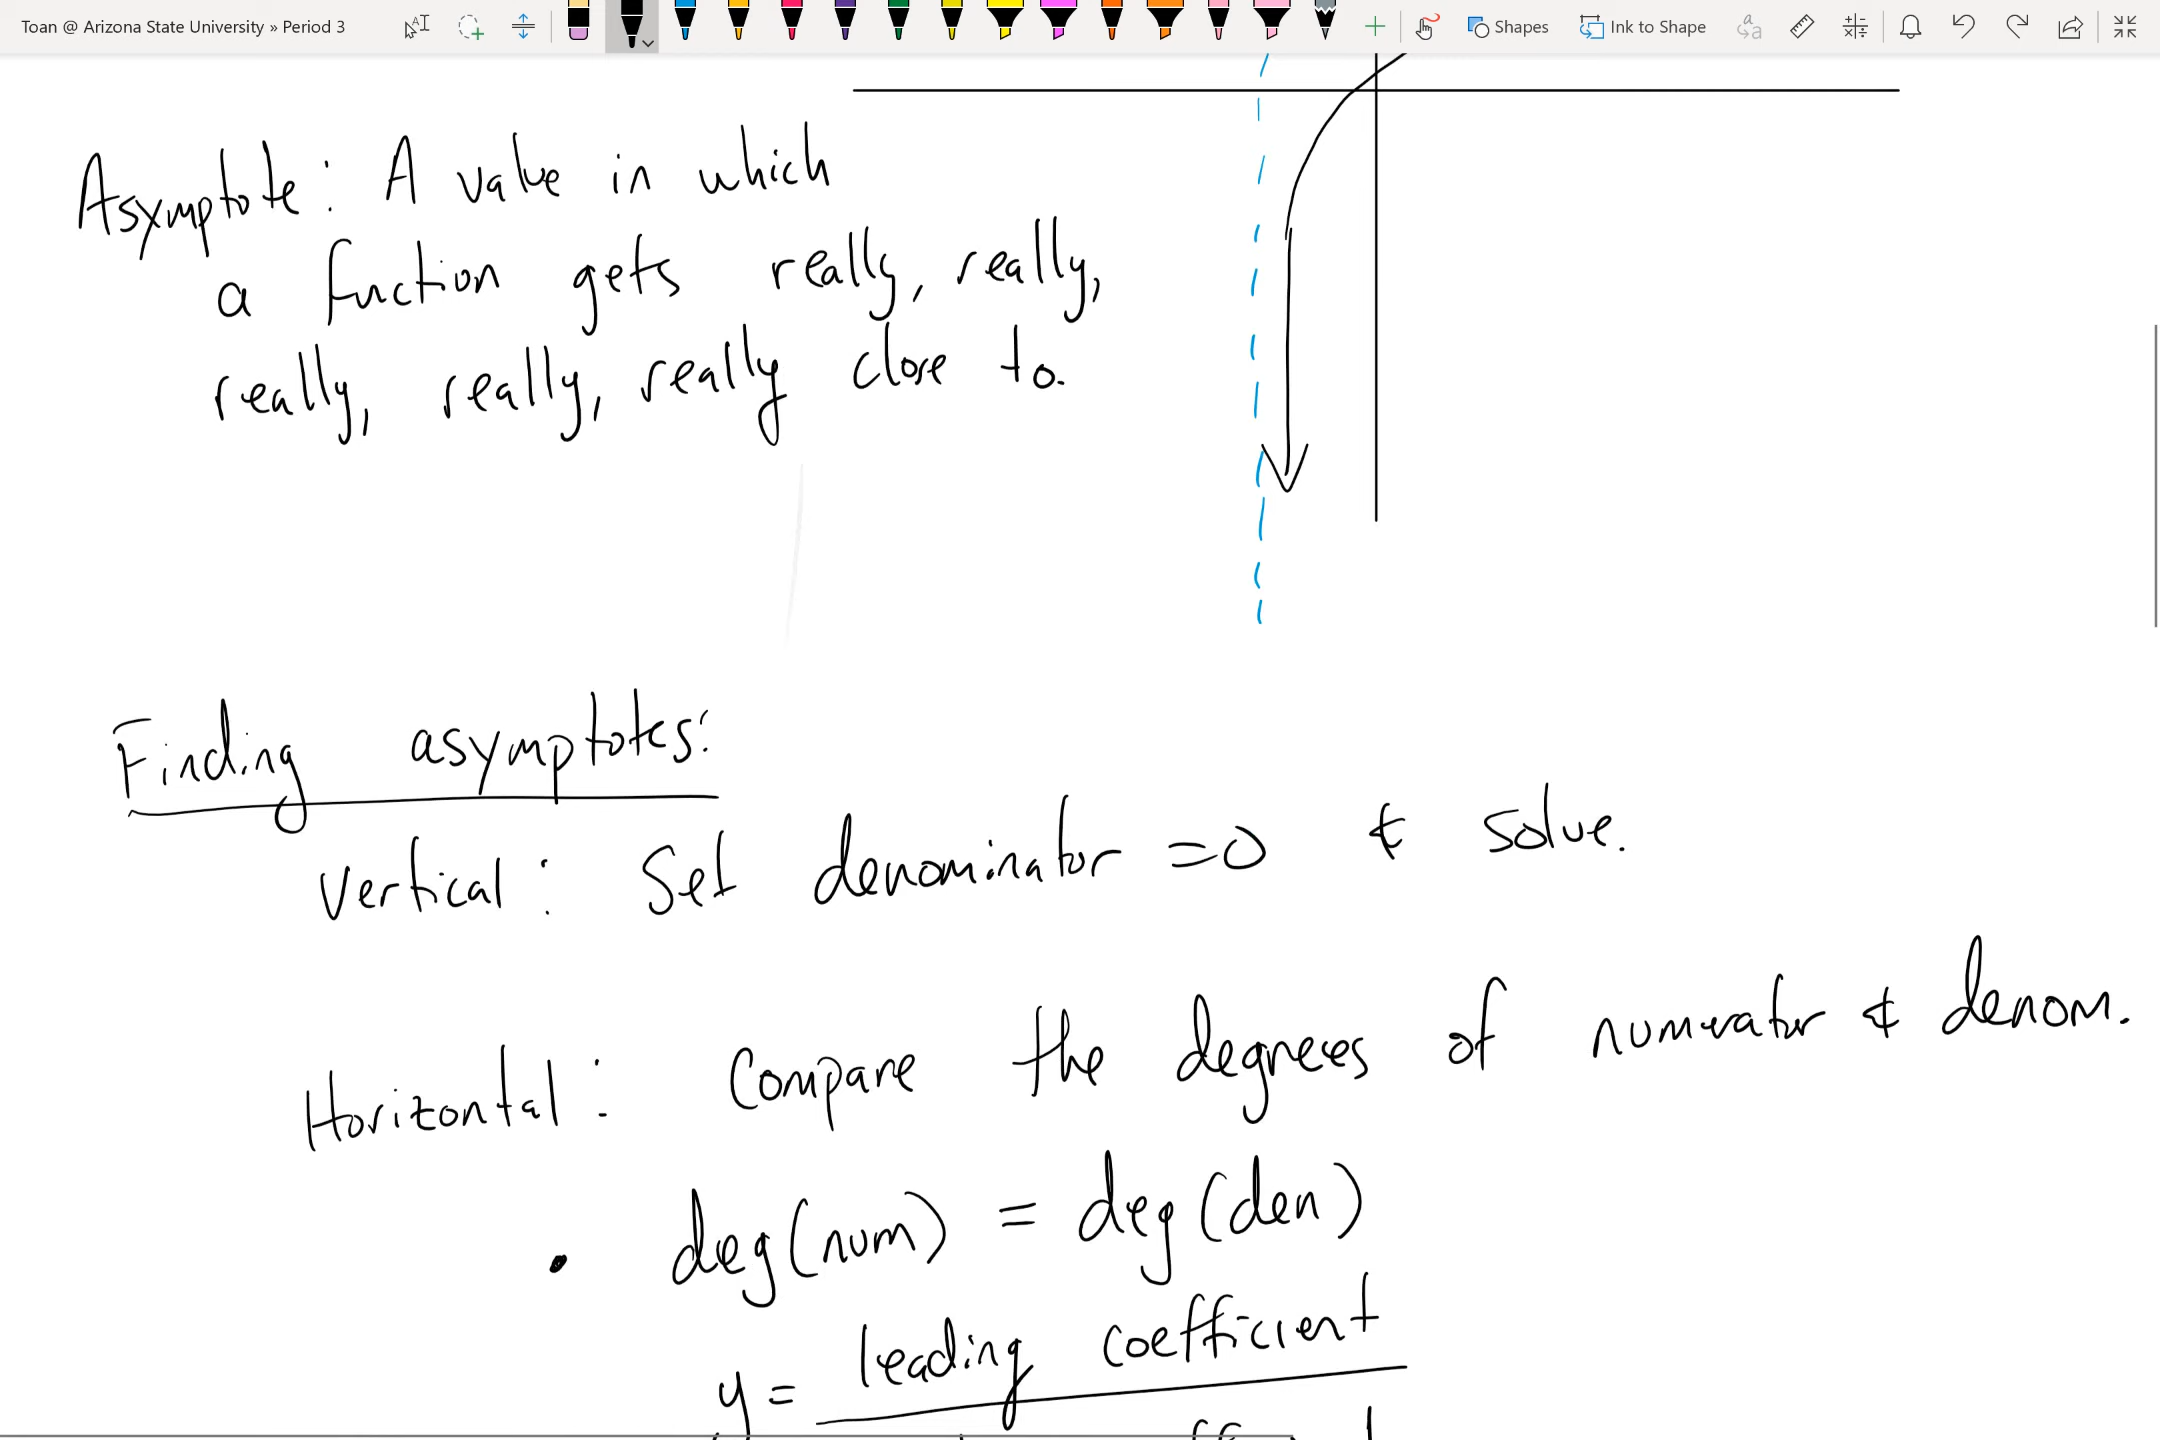 Toan @ Arizona State University » Period 3
Shapes
Ink to Shape
Asymptote: A value in which
a fuction gets really, really,
really, really, really close to.
Finding asymptotes:
Vertical: Set denominator =0 & solve.
Horizontal: Compare the degrees of numerator & denom.
• deg(num) = deg(den)
y = leading coefficient